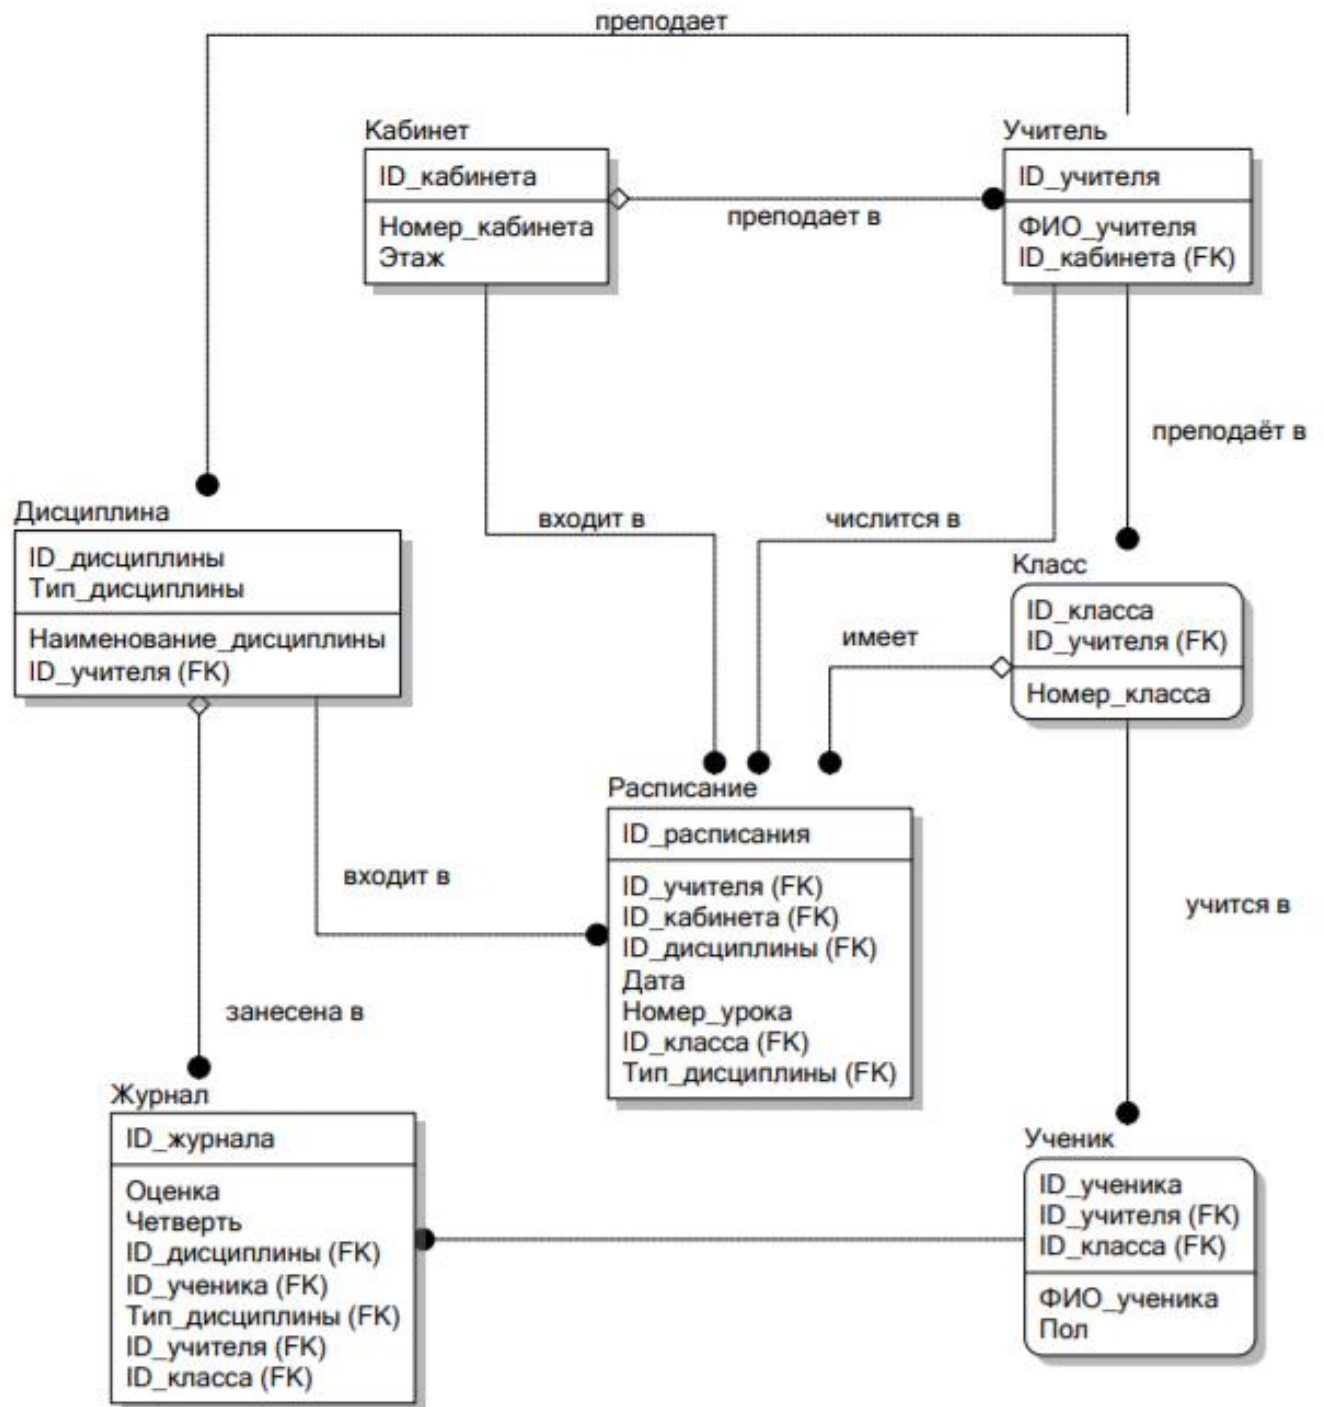 преподает
Кабинет
ID_кабинета
Номер_кабинета
Этаж
преподает в
Учитель
ID_учителя
ФИО_учителя
ID_кабинета (FK)
преподаёт в
Дисциплина
ID_дисциплины
Тип_дисциплины
Наименование_дисциплины
ID_учителя (FK)
входит в
числится в
Класс
ID_класса
ID_учителя (FK)
Номер_класса
имеет
Расписание
ID_расписания
ID_учителя (FK)
ID_кабинета (FK)
ID_дисциплины (FK)
Дата
Номер_урока
ID_класса (FK)
Тип_дисциплины (FK)
входит в
учится в
занесена в
Журнал
ID_журнала
Оценка
Четверть
ID_дисциплины (FK)
ID_ученика (FK)
Тип_дисциплины (FK)
ID_учителя (FK)
ID_класса (FK)
Ученик
ID_ученика
ID_учителя (FK)
ID_класса (FK)
ФИО_ученика
Пол